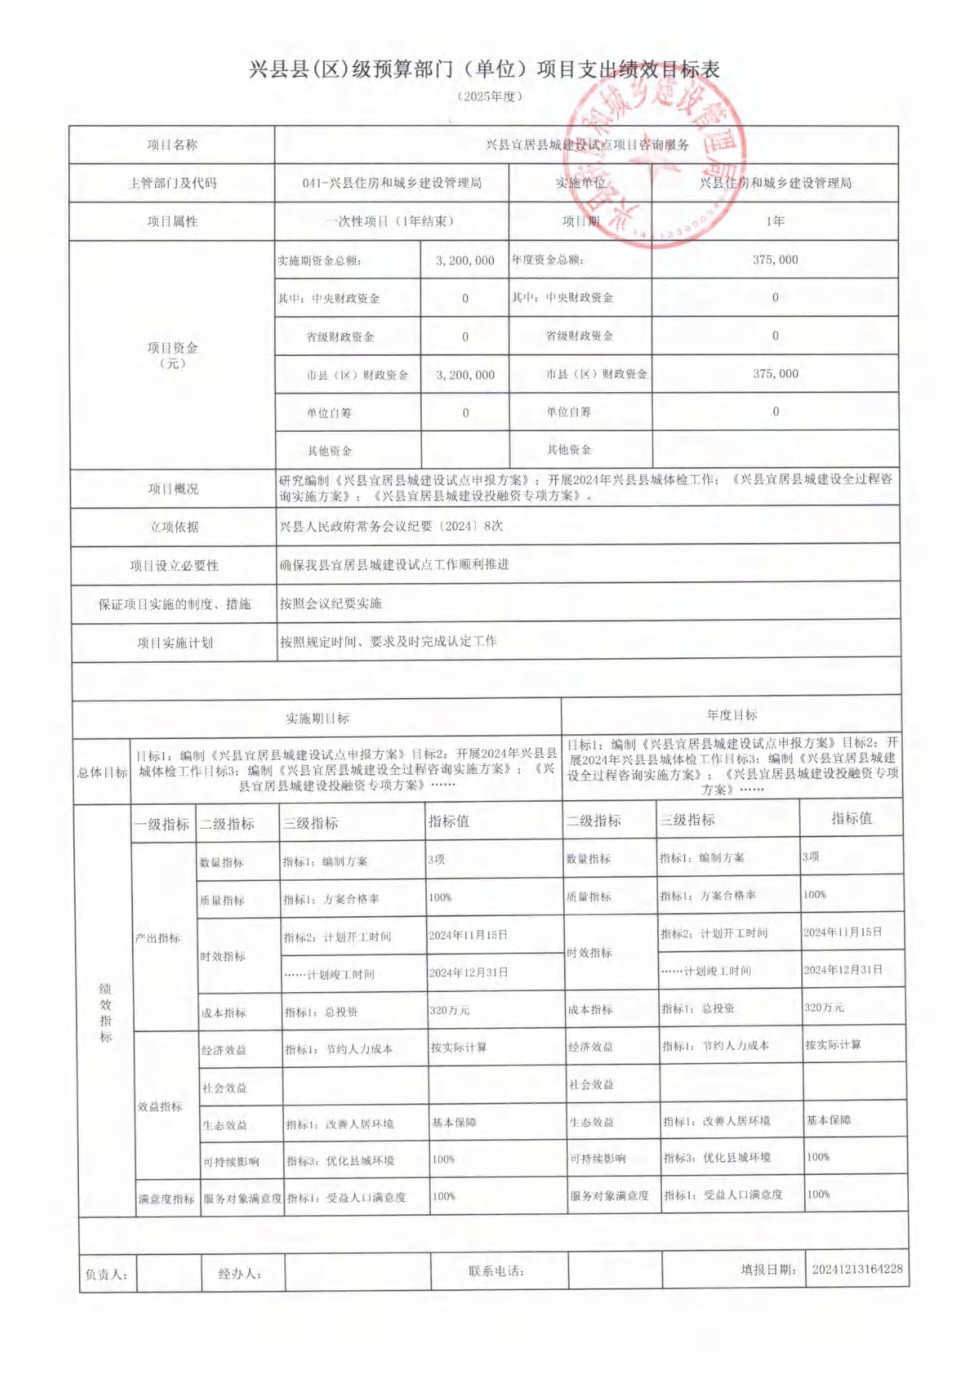 兴县县(区)级预算部门（单位）项目支出绩效目标表
（2025年度）
项目名称 兴县宜居县城建设试点项目咨询服务
主管部门及代码 041-兴县住房和城乡建设管理局 实施单位 兴县住房和城乡建设管理局
项目属性 一次性项目（1年结束） 项目期 1年
项目资金
（元）
实施期资金总额： 3,200,000 年度资金总额： 375,000
其中：中央财政资金 0 其中：中央财政资金 0
省级财政资金 0 省级财政资金 0
市县（区）财政资金 3,200,000 市县（区）财政资金 375,000
单位自筹 0 单位自筹 0
其他资金 其他资金
项目概况 研究编制《兴县宜居县城建设试点申报方案》；开展2024年兴县县城体检工作；《兴县宜居县城建设全过程咨
询实施方案》；《兴县宜居县城建设投融资专项方案》。
立项依据 兴县人民政府常务会议纪要〔2024〕8次
项目设立必要性 确保我县宜居县城建设试点工作顺利推进
保证项目实施的制度、措施 按照会议纪要实施
项目实施计划 按照规定时间、要求及时完成认定工作
实施期目标 年度目标
总体目标
目标1：编制《兴县宜居县城建设试点申报方案》目标2：开展2024年兴县县
城体检工作目标3：编制《兴县宜居县城建设全过程咨询实施方案》；《兴
县宜居县城建设投融资专项方案》……
目标1：编制《兴县宜居县城建设试点申报方案》目标2：开
展2024年兴县县城体检工作目标3：编制《兴县宜居县城建
设全过程咨询实施方案》；《兴县宜居县城建设投融资专项
方案》……
绩效指标
一级指标 二级指标 三级指标 指标值 二级指标 三级指标 指标值
产出指标
数量指标 指标1：编制方案 3项 数量指标 指标1：编制方案 3项
质量指标 指标1：方案合格率 100% 质量指标 指标1：方案合格率 100%
时效指标 指标2：计划开工时间 2024年11月15日 时效指标 指标2：计划开工时间 2024年11月15日
……计划竣工时间 2024年12月31日 ……计划竣工时间 2024年12月31日
成本指标 指标1：总投资 320万元 成本指标 指标1：总投资 320万元
效益指标
经济效益 指标1：节约人力成本 按实际计算 经济效益 指标1：节约人力成本 按实际计算
社会效益 社会效益
生态效益 指标1：改善人居环境 基本保障 生态效益 指标1：改善人居环境 基本保障
可持续影响 指标3：优化县城环境 100% 可持续影响 指标3：优化县城环境 100%
满意度指标 服务对象满意度 指标1：受益人口满意度 100% 服务对象满意度 指标1：受益人口满意度 100%
负责人： 经办人： 联系电话： 填报日期： 20241213164228
兴县住房和城乡建设管理局